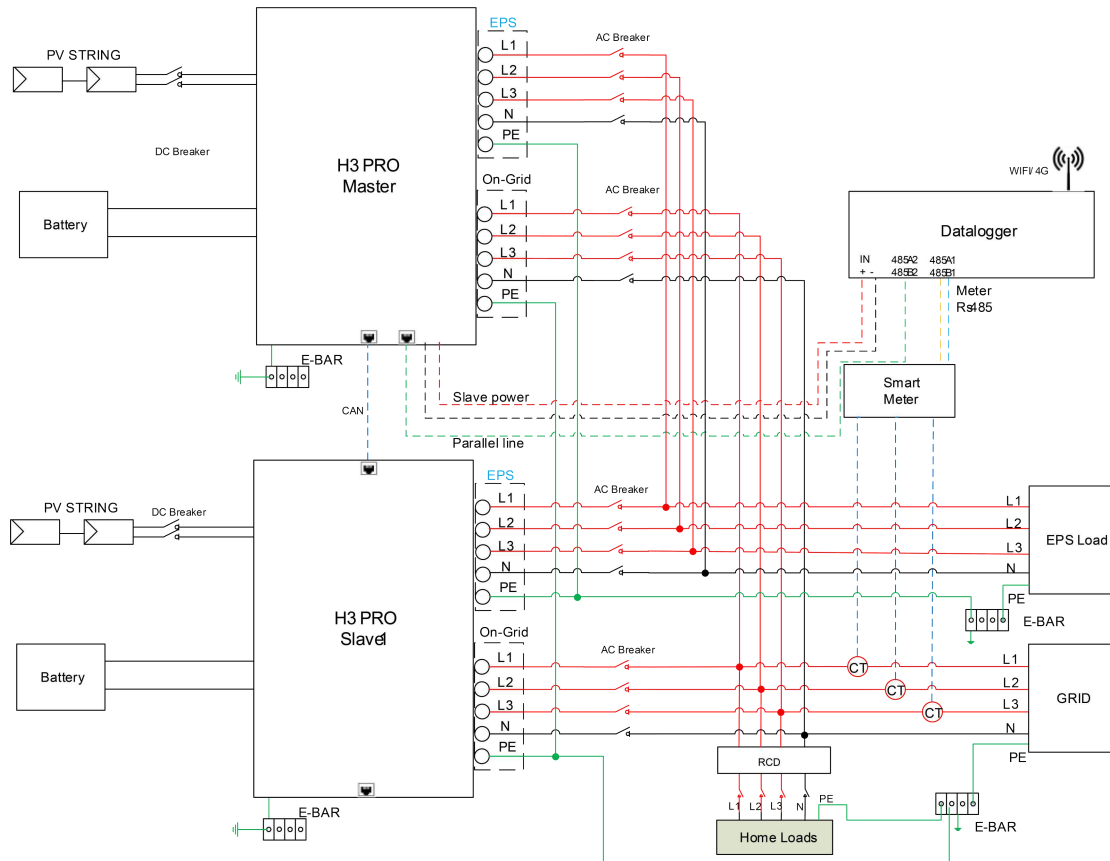 EPS
PV STRING
L1
L2
L3
N
PE
AC Breaker
DC Breaker
H3 PRO
Master
WIFI/ 4G
On-Grid
L1
L2
L3
N
PE
AC Breaker
Battery
Datalogger
IN
+ -
485A2
485B2
485A1
485B1
Meter
Rs485
E-BAR
Smart
Meter
Slave power
CAN
Parallel line
EPS
PV STRING
DC Breaker
L1
L2
L3
N
PE
AC Breaker
L1
L2
L3
N
PE
EPS Load
E-BAR
H3 PRO
Slave1
On-Grid
L1
L2
L3
N
PE
AC Breaker
Battery
CT
CT
CT
L1
L2
L3
N
PE
GRID
RCD
L1
L2
L3
N
PE
E-BAR
E-BAR
Home Loads